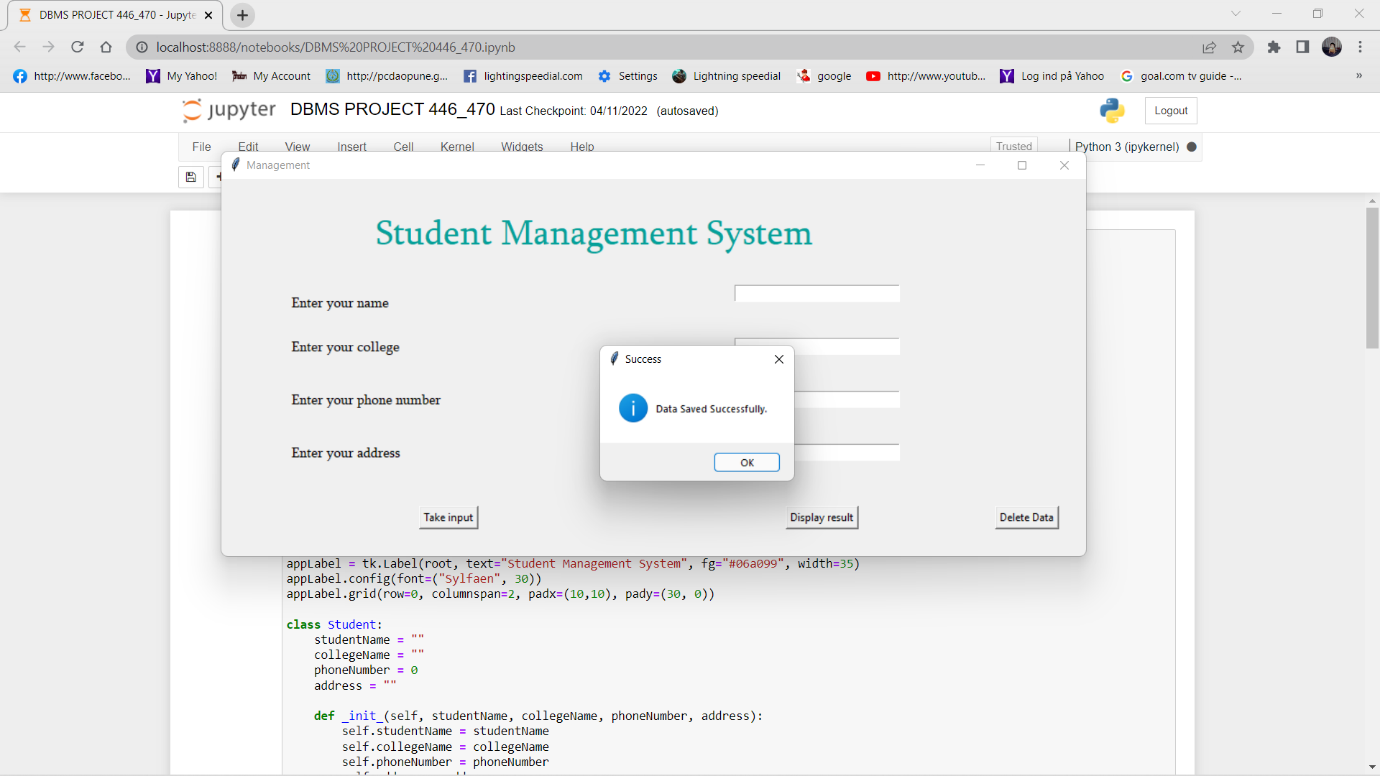 DBMS PROJECT 446_470 - Jupyte
localhost:8888/notebooks/DBMS%20PROJECT%20446_470.ipynb
http://www.facebo... My Yahoo! My Account http://pcdaopune.g... lightingspeedial.com Settings Lightning speedial google http://www.youtub... Log ind på Yahoo goal.com tv guide -... »
jupyter DBMS PROJECT 446_470 Last Checkpoint: 04/11/2022 (autosaved) Logout
File Edit View Insert Cell Kernel Widgets Help Trusted Python 3 (ipykernel)
Management
Student Management System
Enter your name
Enter your college
Enter your phone number
Enter your address
Success
Data Saved Successfully.
OK
Take input Display result Delete Data
appLabel = tk.Label(root, text="Student Management System", fg="#06a099", width=35)
appLabel.config(font=("Sylfaen", 30))
appLabel.grid(row=0, columnspan=2, padx=(10,10), pady=(30, 0))
class Student:
studentName = ""
collegeName = ""
phoneNumber = 0
address = ""
def _init_(self, studentName, collegeName, phoneNumber, address):
self.studentName = studentName
self.collegeName = collegeName
self.phoneNumber = phoneNumber